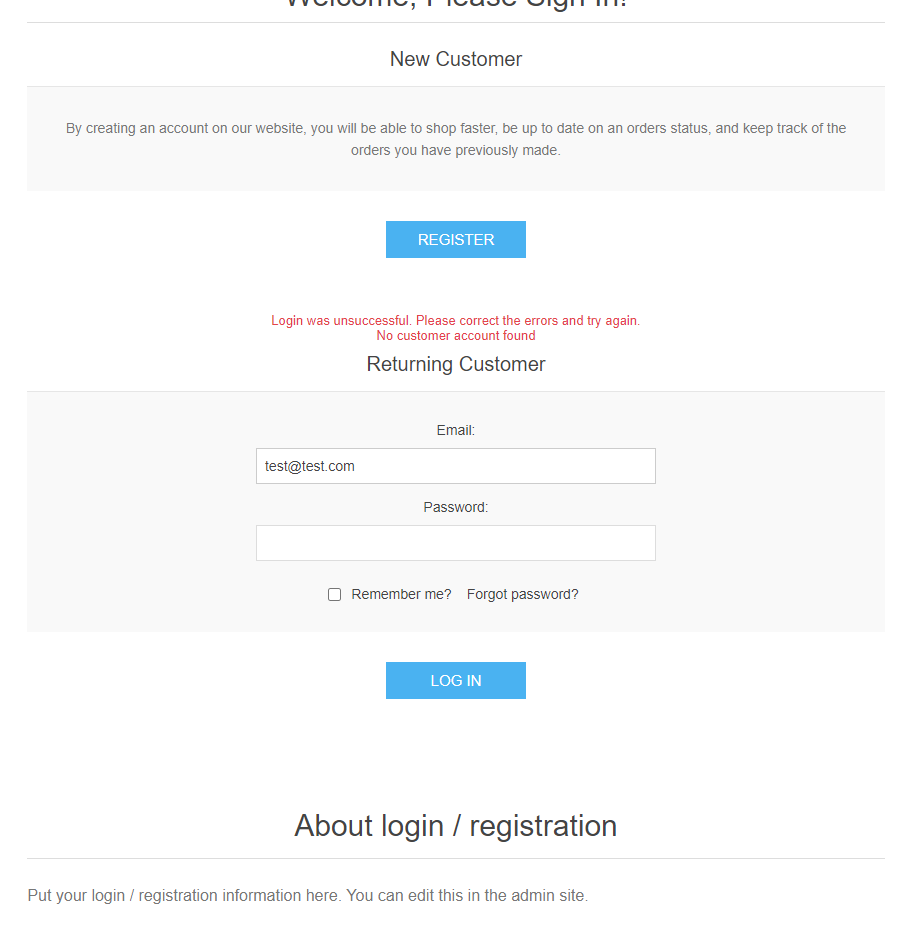 Welcome, Please Sign In!
New Customer
By creating an account on our website, you will be able to shop faster, be up to date on an orders status, and keep track of the
orders you have previously made.
REGISTER
Login was unsuccessful. Please correct the errors and try again.
No customer account found
Returning Customer
Email:
test@test.com
Password:
Remember me? Forgot password?
LOG IN
About login / registration
Put your login / registration information here. You can edit this in the admin site.